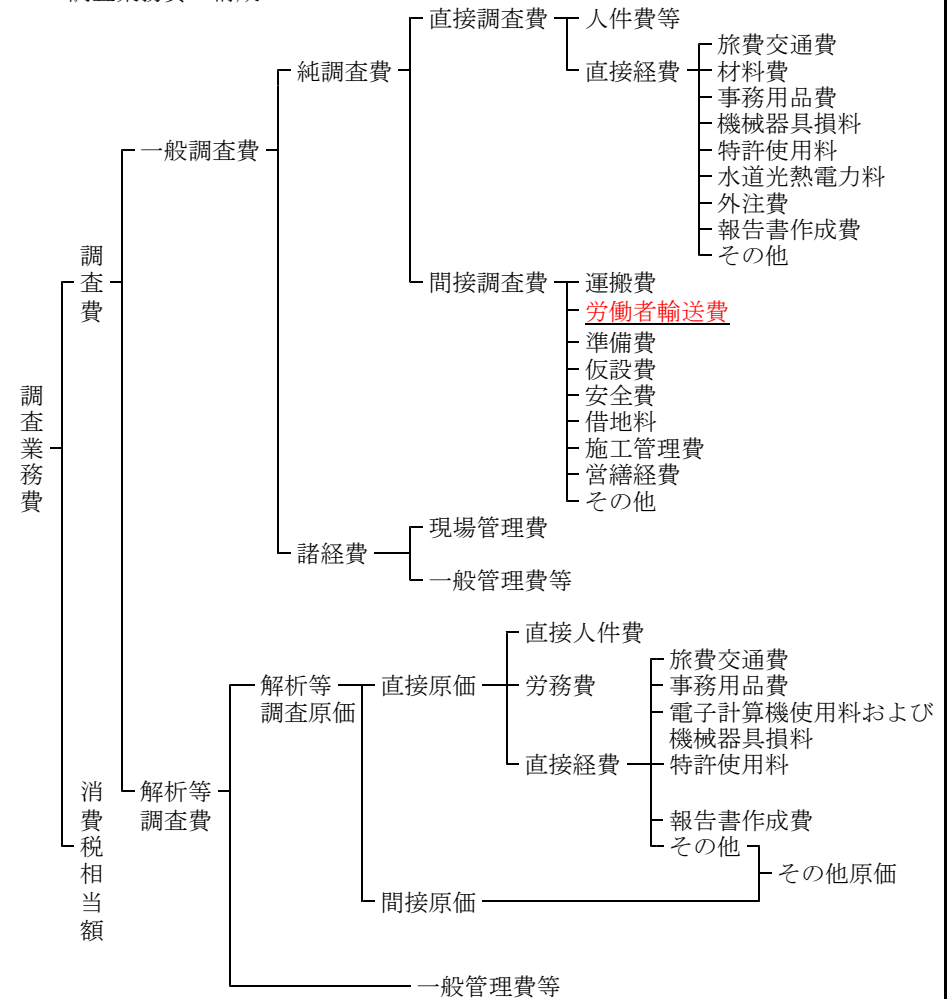 直接調査費
人件費等
直接経費
旅費交通費
材料費
事務用品費
機械器具損料
特許使用料
水道光熱電力料
外注費
報告書作成費
その他
純調査費
一般調査費
調査費
間接調査費
運搬費
労働者輸送費
準備費
仮設費
安全費
借地料
施工管理費
営繕経費
その他
調査業務費
諸経費
現場管理費
一般管理費等
解析等
調査原価
直接原価
直接人件費
労務費
直接経費
旅費交通費
事務用品費
電子計算機使用料および
機械器具損料
特許使用料
報告書作成費
その他
その他原価
間接原価
解析等
調査費
消費税相当額
一般管理費等